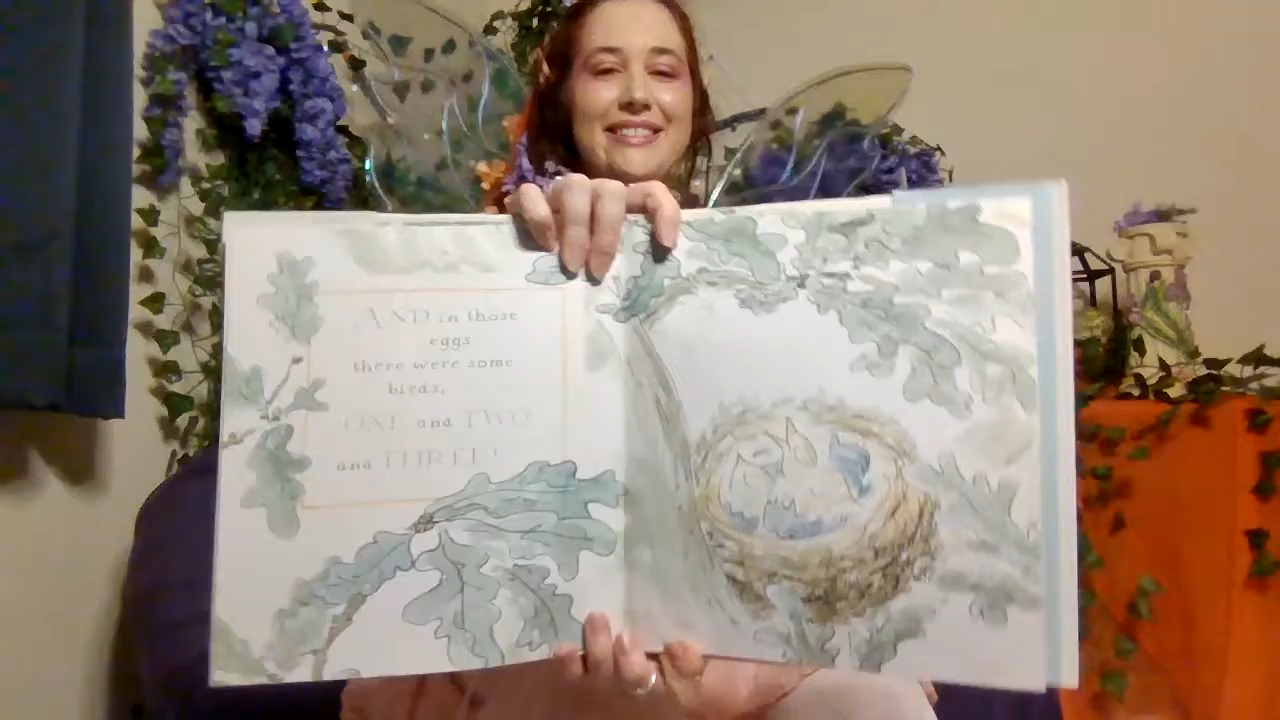 AND in those
eggs
there were some
birds,
ONE and TWO
and THREE!